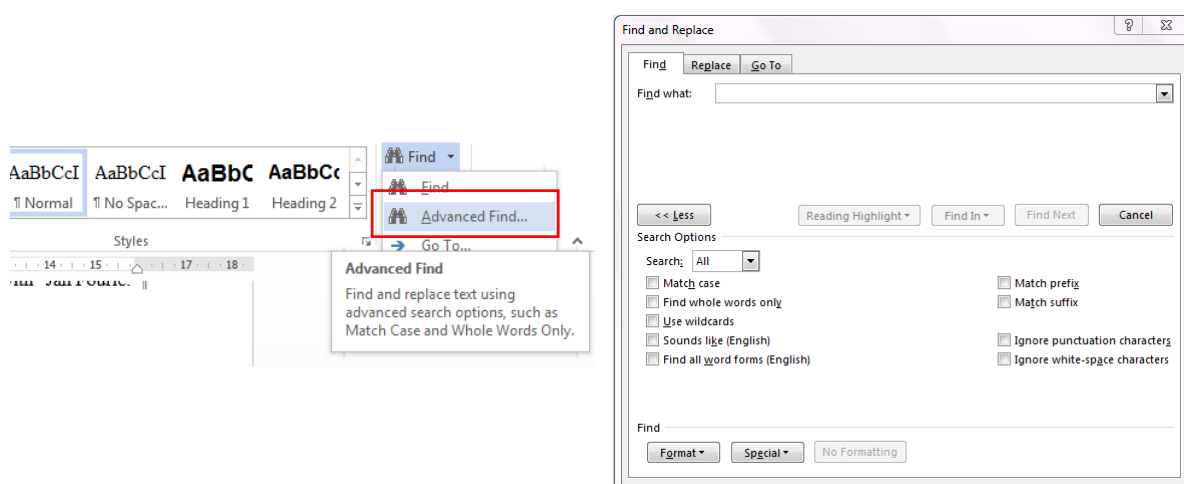 Find
AaBbCcI AaBbCcI AaBbC AaBbCc
¶ Normal ¶ No Spac... Heading 1 Heading 2
Styles
Find
Advanced Find...
Go To...
14 15 17 18
Advanced Find
Find and replace text using
advanced search options, such as
Match Case and Whole Words Only.
Find and Replace
Find Replace Go To
Find what:
<< Less Reading Highlight Find In Find Next Cancel
Search Options
Search: All
Match case Match prefix
Find whole words only Match suffix
Use wildcards
Sounds like (English) Ignore punctuation characters
Find all word forms (English) Ignore white-space characters
Find
Format Special No Formatting